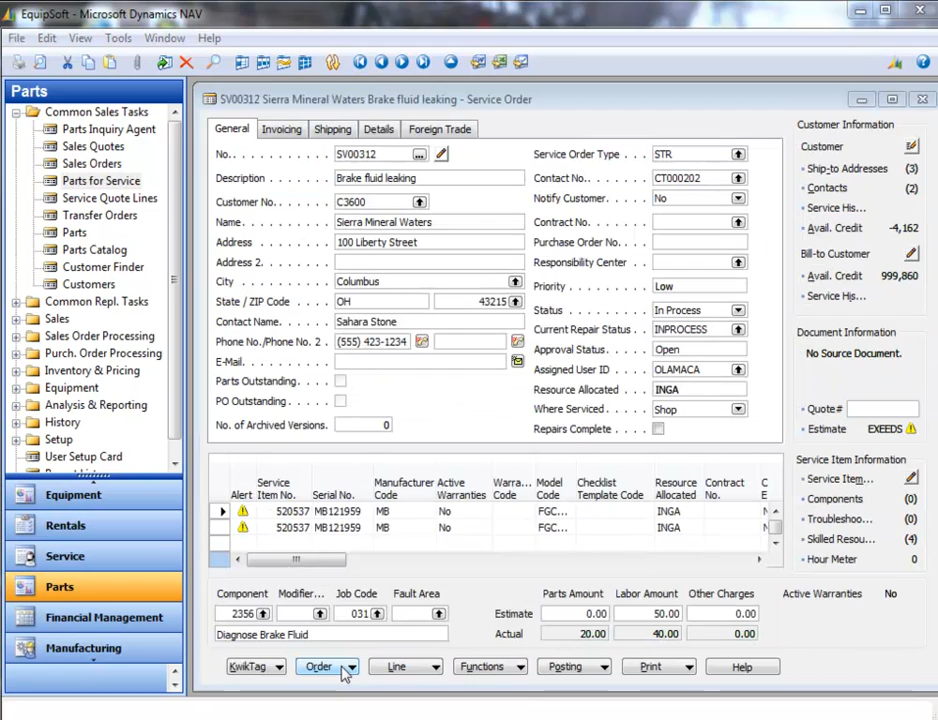 EquipSoft - Microsoft Dynamics NAV
File Edit View Tools Window Help
Parts
Common Sales Tasks
Parts Inquiry Agent
Sales Quotes
Sales Orders
Parts for Service
Service Quote Lines
Transfer Orders
Parts
Parts Catalog
Customer Finder
Customers
Common Repl. Tasks
Sales
Sales Order Processing
Purch. Order Processing
Inventory & Pricing
Equipment
Analysis & Reporting
History
Setup
User Setup Card
Equipment
Rentals
Service
Parts
Financial Management
Manufacturing
SV00312 Sierra Mineral Waters Brake fluid leaking - Service Order
General Invoicing Shipping Details Foreign Trade
No. SV00312
Description Brake fluid leaking
Customer No. C3600
Name Sierra Mineral Waters
Address 100 Liberty Street
Address 2
City Columbus
State / ZIP Code OH 43215
Contact Name Sahara Stone
Phone No./Phone No. 2 (555) 423-1234
E-Mail
Parts Outstanding
PO Outstanding
No. of Archived Versions 0
Service Order Type STR
Contact No. CT000202
Notify Customer No
Contract No.
Purchase Order No.
Responsibility Center
Priority Low
Status In Process
Current Repair Status INPROCESS
Approval Status Open
Assigned User ID OLAMACA
Resource Allocated INGA
Where Serviced Shop
Repairs Complete
Customer Information
Customer
Ship-to Addresses (3)
Contacts (2)
Service His...
Avail. Credit -4,162
Bill-to Customer
Avail. Credit 999,860
Service His...
Document Information
No Source Document.
Quote#
Estimate EXEEDS
Service Item Information
Service Item...
Components (0)
Troubleshoo... (0)
Skilled Resou... (4)
Hour Meter 0
Alert Service Item No. Serial No. Manufacturer Code Active Warranties Warra... Code Model Code Checklist Template Code Resource Allocated Contract No.
520537 MB121959 MB No FGC... INGA
520537 MB121959 MB No FGC... INGA
Component Modifier... Job Code Fault Area
2356 031
Diagnose Brake Fluid
Parts Amount Labor Amount Other Charges
Estimate 0.00 50.00 0.00
Actual 20.00 40.00 0.00
Active Warranties No
KwikTag Order Line Functions Posting Print Help